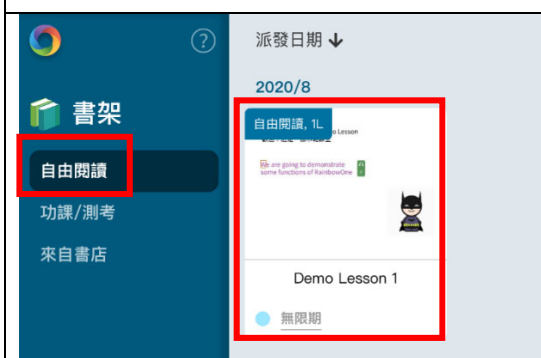 ?
書架
自由閱讀
功課/測考
來自書店
派發日期
2020/8
自由閱讀, 1L
o Lesson
We are going to demonstrate
some functions of RainbowOne
Demo Lesson 1
無限期